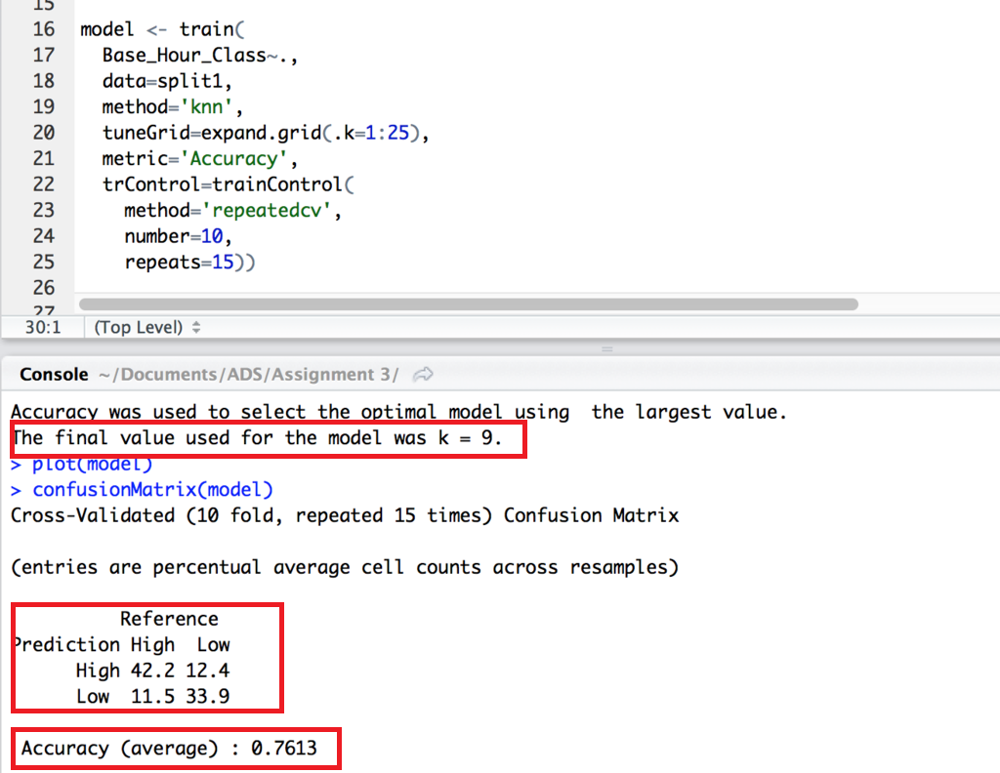 15
16 model <- train(
17 Base_Hour_Class~.,
18 data=split1,
19 method='knn',
20 tuneGrid=expand.grid(.k=1:25),
21 metric='Accuracy',
22 trControl=trainControl(
23 method='repeatedcv',
24 number=10,
25 repeats=15))
26
27
30:1 (Top Level)
Console ~/Documents/ADS/Assignment 3/
Accuracy was used to select the optimal model using  the largest value.
The final value used for the model was k = 9.
> plot(model)
> confusionMatrix(model)
Cross-Validated (10 fold, repeated 15 times) Confusion Matrix
(entries are percentual average cell counts across resamples)
Reference
Prediction High  Low
High 42.2 12.4
Low  11.5 33.9
Accuracy (average) : 0.7613